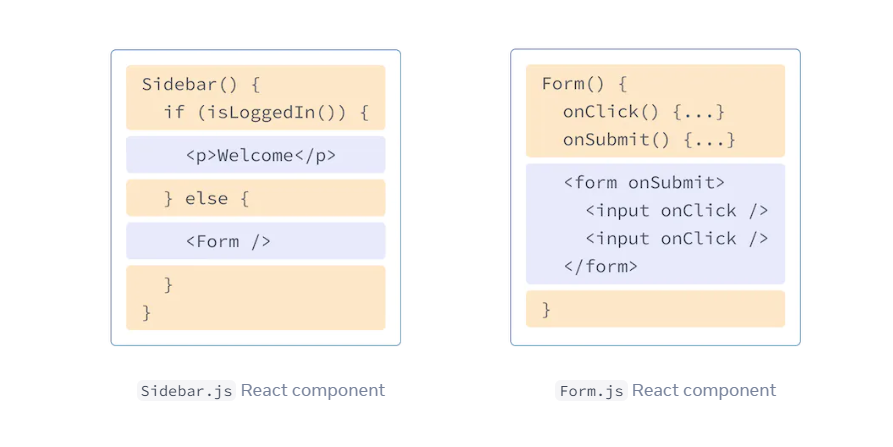 Sidebar() {
if (isLoggedIn()) {
<p>Welcome</p>
} else {
<Form />
}
}
Sidebar.js React component
Form() {
onClick() {...}
onSubmit() {...}
<form onSubmit>
<input onClick />
<input onClick />
</form>
}
Form.js React component